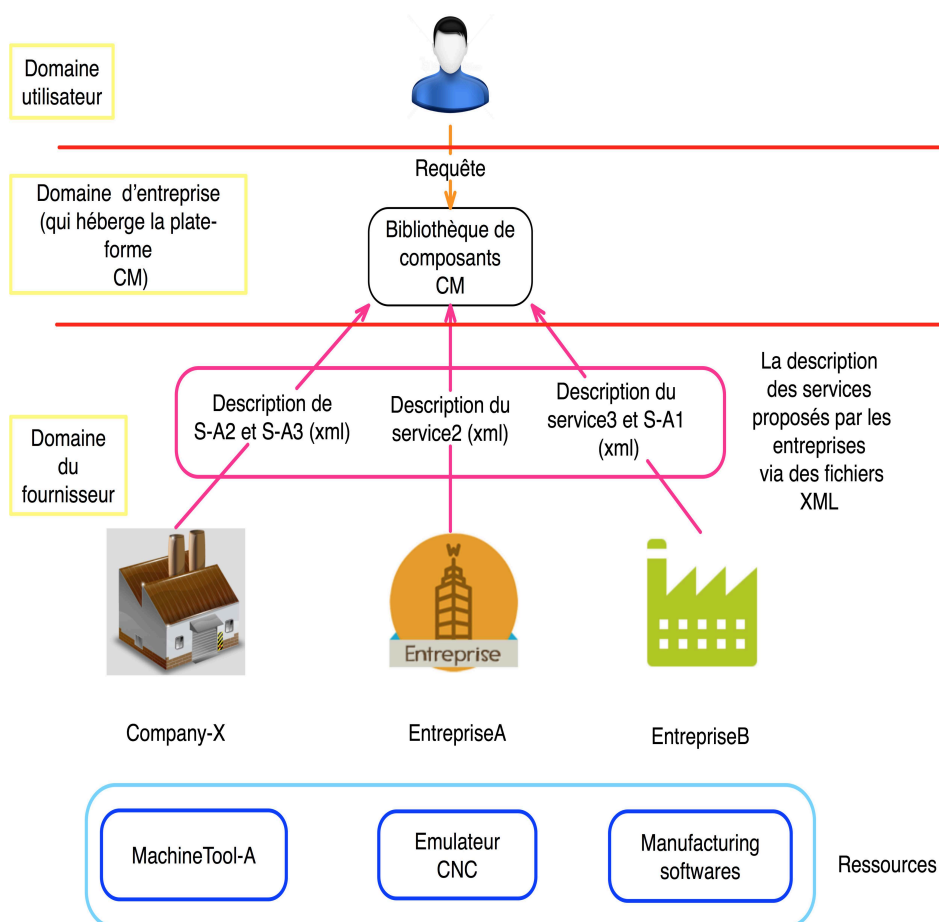 Domaine
utilisateur
Requête
Domaine d'entreprise
(qui héberge la plate-
forme
CM)
Bibliothèque de
composants
CM
La description
des services
proposés par les
entreprises
via des fichiers
XML
Description de
S-A2 et S-A3 (xml)
Description du
service2 (xml)
Description du
service3 et S-A1
(xml)
Domaine
du
fournisseur
W
Entreprise
Company-X
EntrepriseA
EntrepriseB
MachineTool-A
Emulateur
CNC
Manufacturing
softwares
Ressources